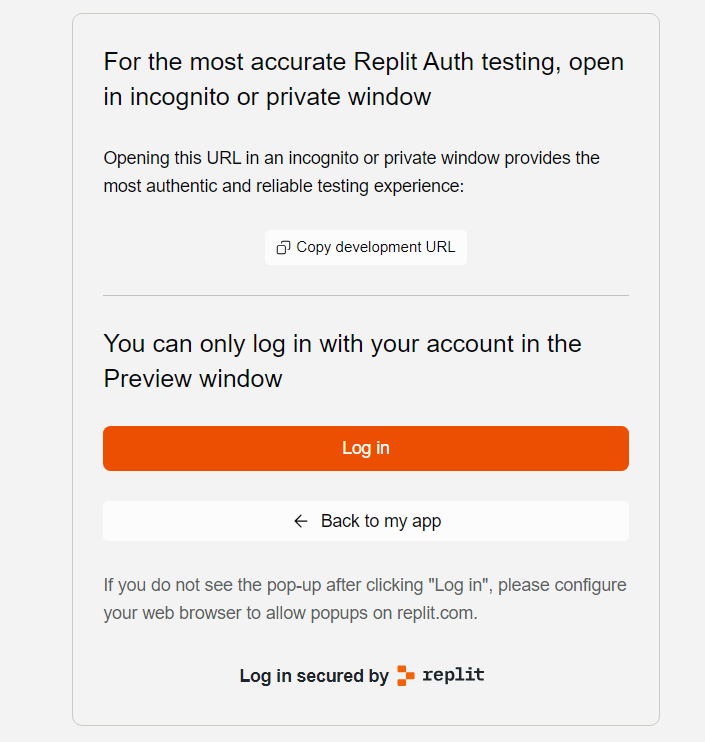 For the most accurate Replit Auth testing, open
in incognito or private window
Opening this URL in an incognito or private window provides the
most authentic and reliable testing experience:
Copy development URL
You can only log in with your account in the
Preview window
Log in
Back to my app
If you do not see the pop-up after clicking "Log in", please configure
your web browser to allow popups on replit.com.
Log in secured by replit